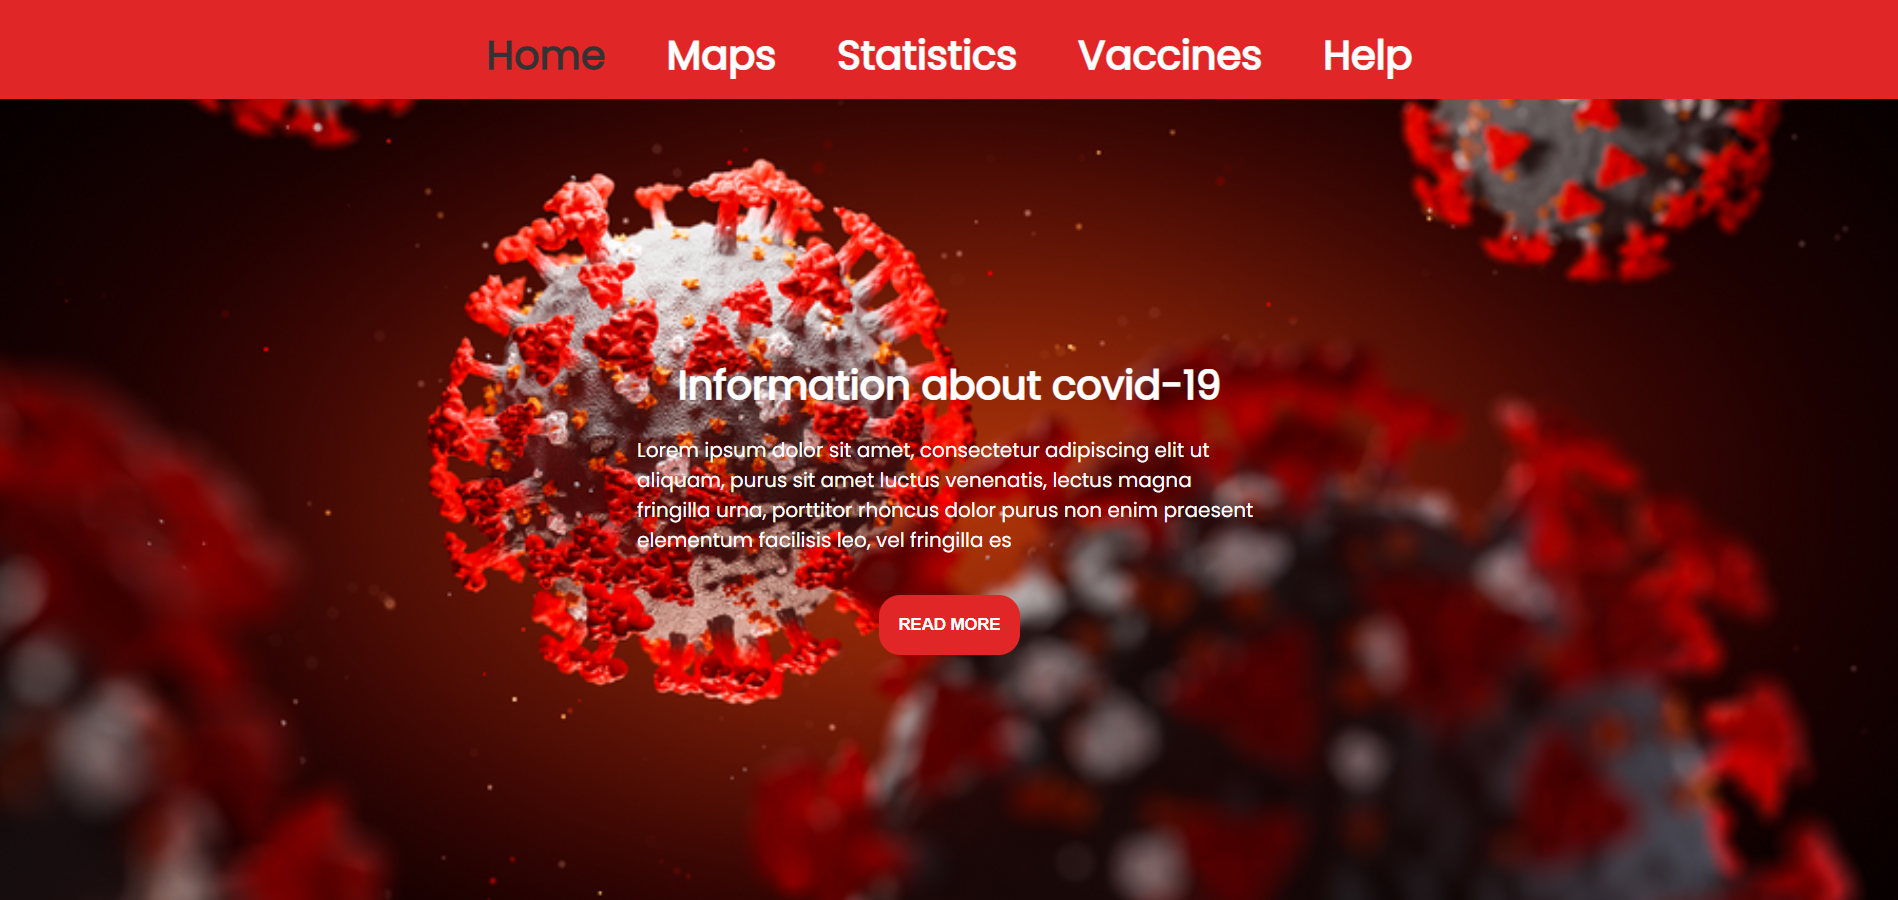 Home Maps Statistics Vaccines Help
Information about covid-19
Lorem ipsum dolor sit amet, consectetur adipiscing elit ut
aliquam, purus sit amet luctus venenatis, lectus magna
fringilla urna, porttitor rhoncus dolor purus non enim praesent
elementum facilisis leo, vel fringilla es
READ MORE